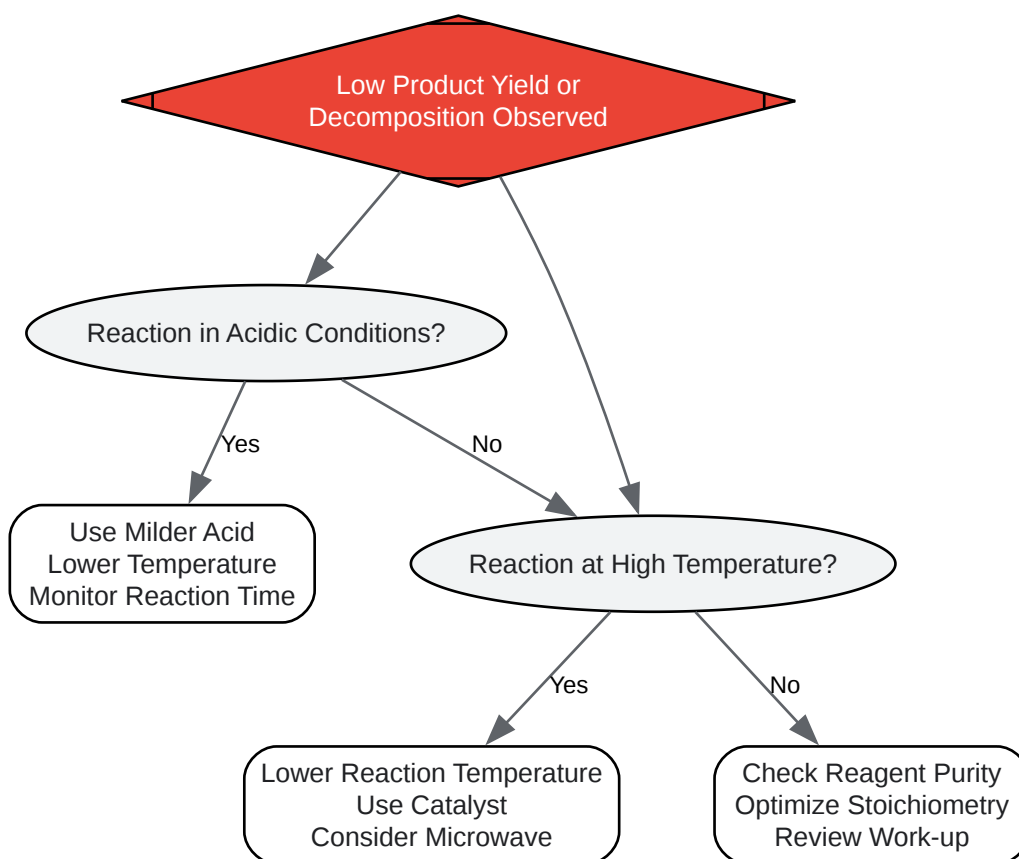 Low Product Yield or
Decomposition Observed
Reaction in Acidic Conditions?
Yes
No
Use Milder Acid
Lower Temperature
Monitor Reaction Time
Reaction at High Temperature?
Yes
No
Lower Reaction Temperature
Use Catalyst
Consider Microwave
Check Reagent Purity
Optimize Stoichiometry
Review Work-up